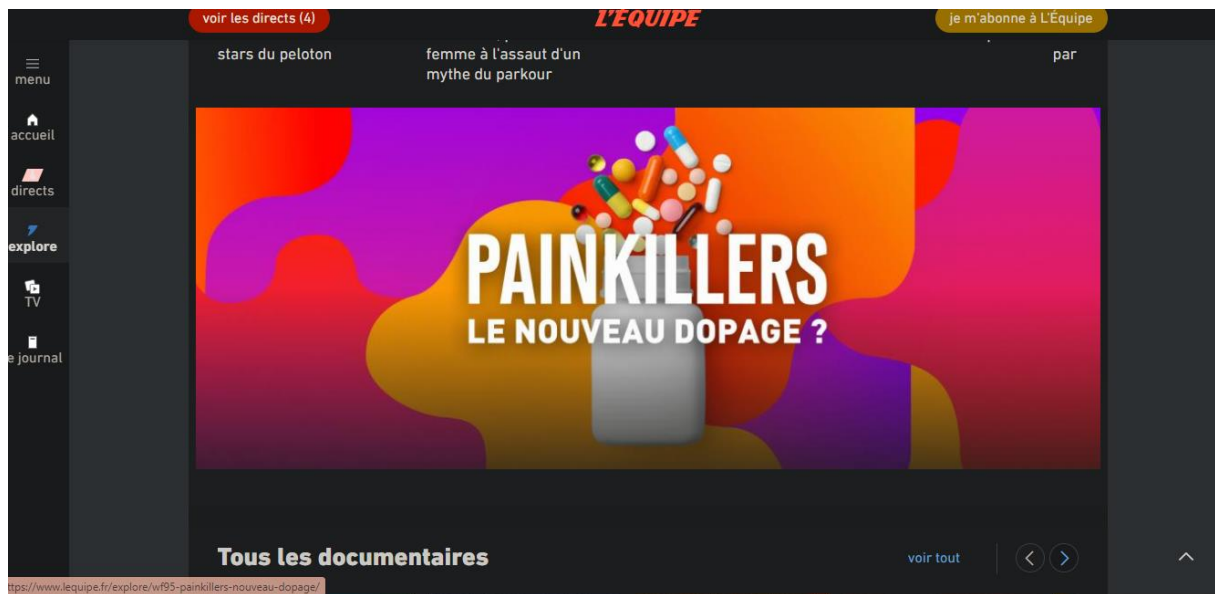 voir les directs (4)
L'ÉQUIPE
je m'abonne à L'Équipe
stars du peloton
femme à l'assaut d'un
mythe du parkour
par
menu
accueil
directs
explore
TV
e journal
PAINKILLERS
LE NOUVEAU DOPAGE ?
Tous les documentaires
voir tout
ttps://www.lequipe.fr/explore/wf95-painkillers-nouveau-dopage/